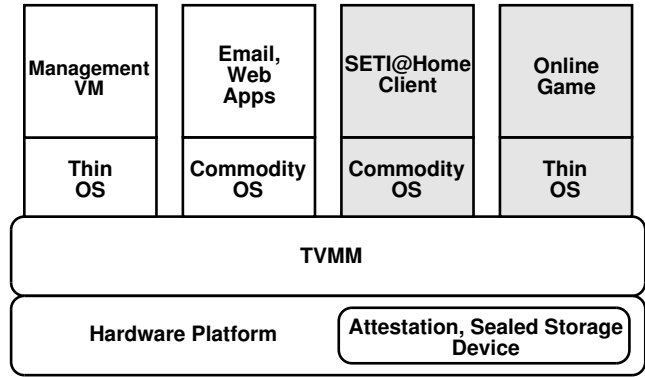 Management
VM
Email,
Web
Apps
SETI@Home
Client
Online
Game
Thin
OS
Commodity
OS
Commodity
OS
Thin
OS
TVMM
Hardware Platform
Attestation, Sealed Storage
Device